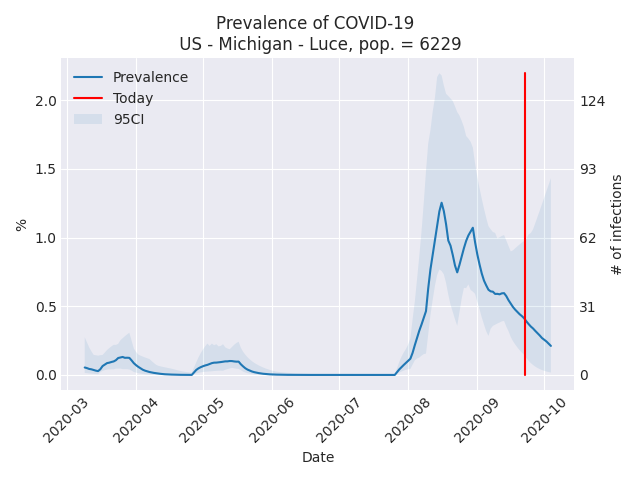 Prevalence of COVID-19
US - Michigan - Luce, pop. = 6229
Prevalence
Today
95CI
2.0
1.5
1.0
0.5
0.0
%
124
93
62
31
0
# of infections
2020-03
2020-04
2020-05
2020-06
2020-07
2020-08
2020-09
2020-10
Date